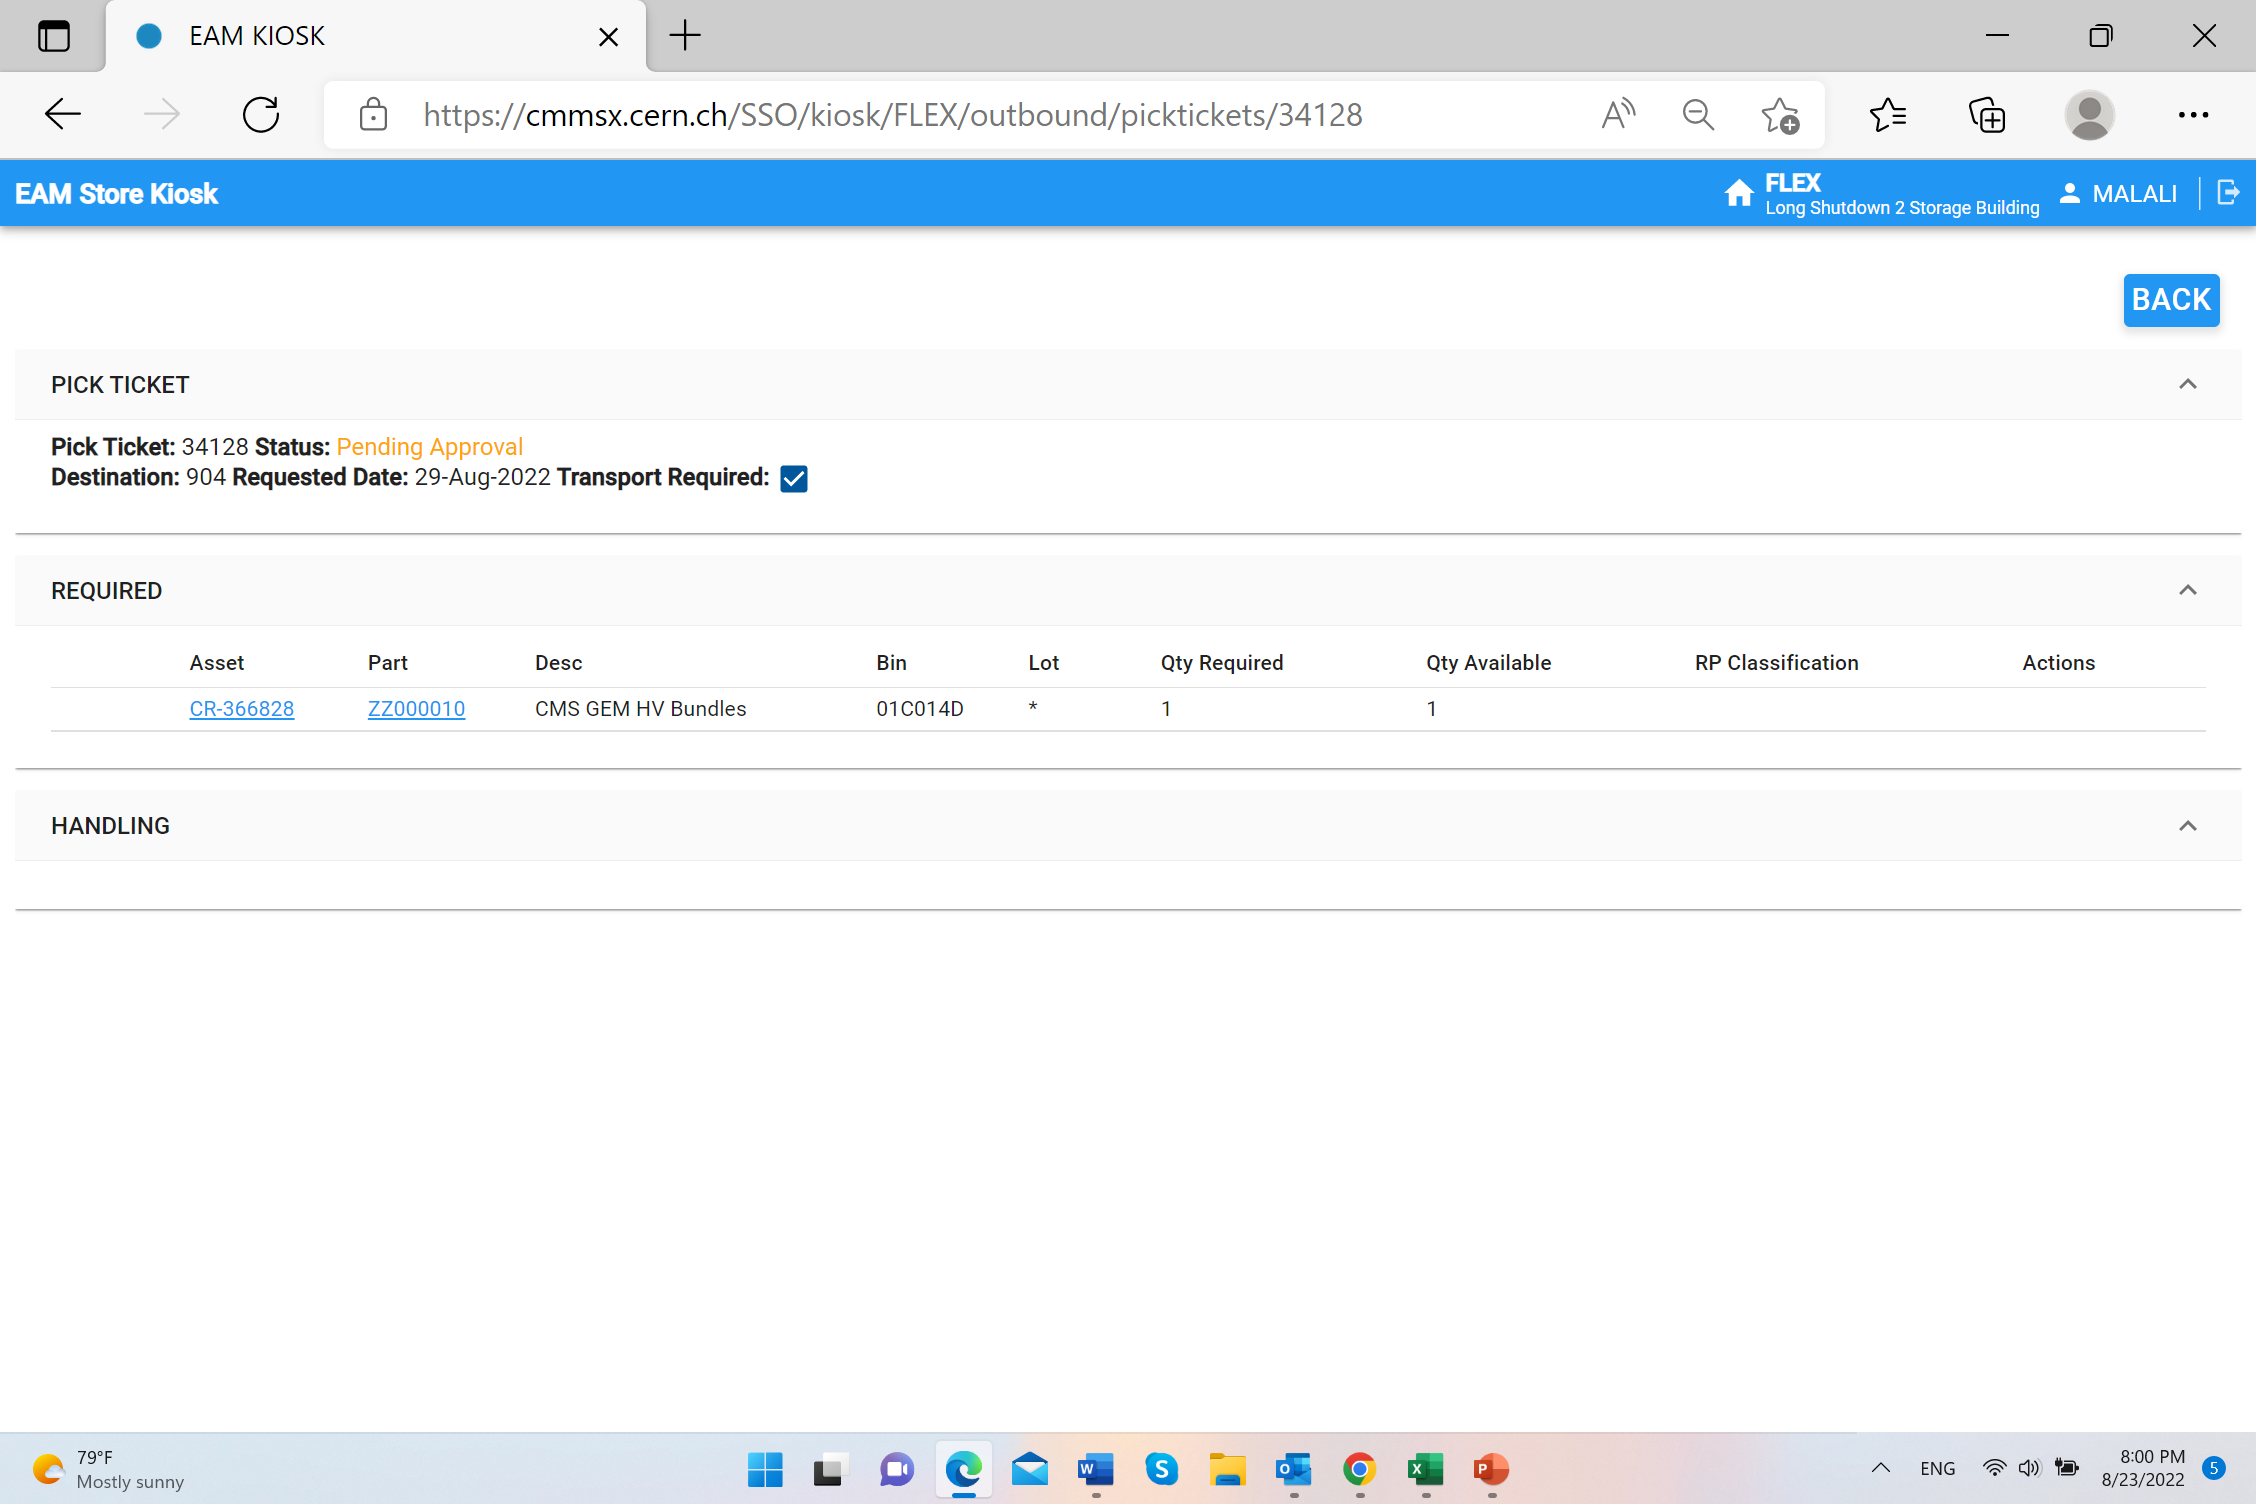 EAM KIOSK
https://cmmsx.cern.ch/SSO/kiosk/FLEX/outbound/picktickets/34128
EAM Store Kiosk
FLEX
Long Shutdown 2 Storage Building
MALALI
BACK
PICK TICKET
Pick Ticket: 34128 Status: Pending Approval
Destination: 904 Requested Date: 29-Aug-2022 Transport Required:
REQUIRED
Asset Part Desc Bin Lot Qty Required Qty Available RP Classification Actions
CR-366828 ZZ000010 CMS GEM HV Bundles 01C014D * 1 1
HANDLING
79°F
Mostly sunny
ENG
8:00 PM
8/23/2022
5